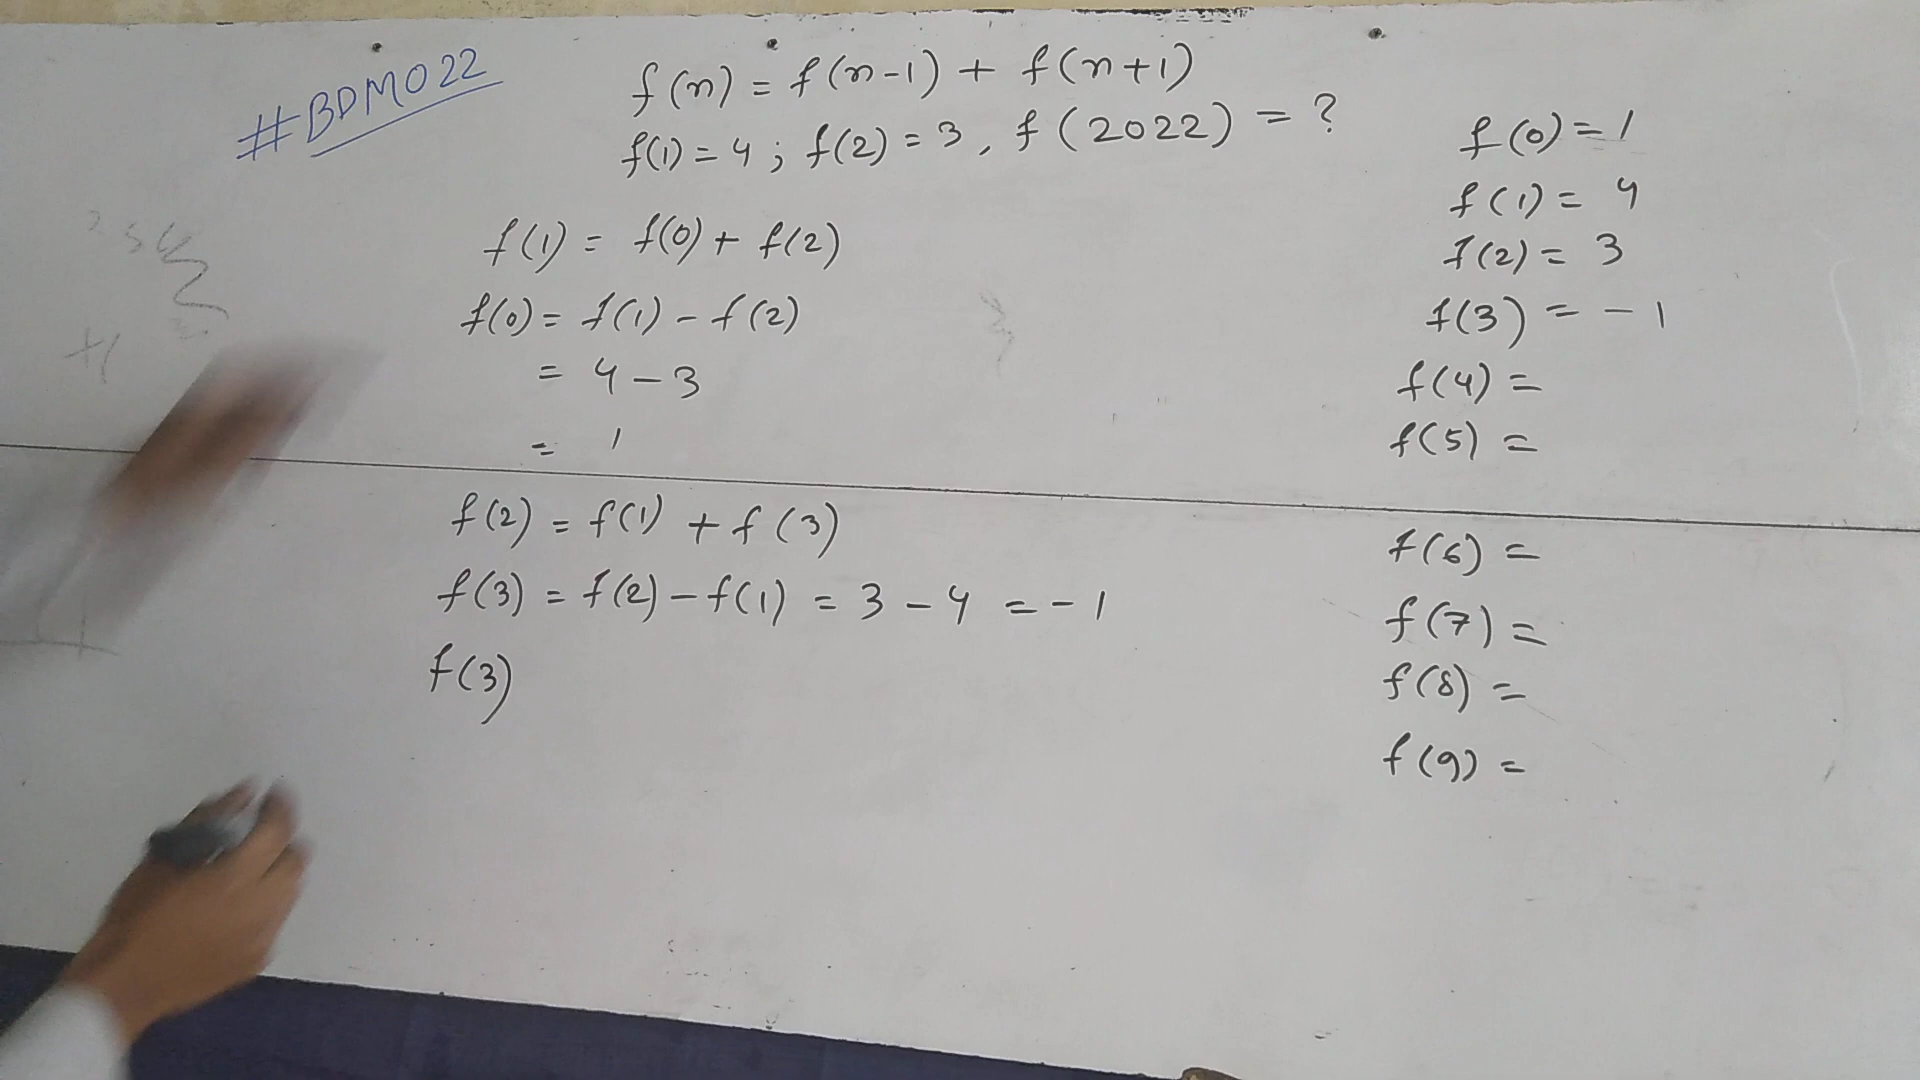 #BDMO22
f(n) = f(n-1) + f(n+1)
f(1) = 4 ; f(2) = 3, f(2022) = ?
f(1) = f(0) + f(2)
f(0) = f(1) - f(2)
= 4 - 3
= 1
f(2) = f(1) + f(3)
f(3) = f(2) - f(1) = 3 - 4 = - 1
f(3)
f(0) = 1
f(1) = 4
f(2) = 3
f(3) = - 1
f(4) =
f(5) =
f(6) =
f(7) =
f(8) =
f(9) =